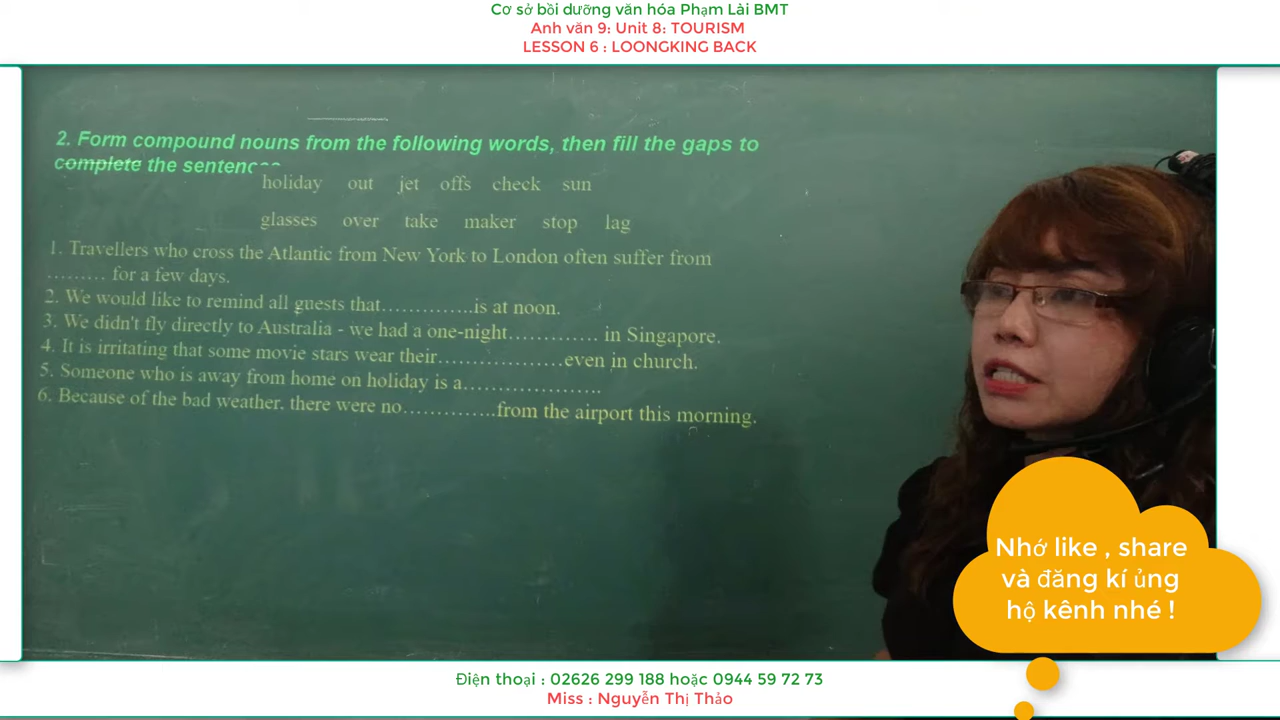 Cơ sở bồi dưỡng văn hóa Phạm Lài BMT
Anh văn 9: Unit 8: TOURISM
LESSON 6 : LOONGKING BACK
2. Form compound nouns from the following words, then fill the gaps to
complete the sentences
holiday out jet offs check sun
glasses over take maker stop lag
1. Travellers who cross the Atlantic from New York to London often suffer from
……… for a few days.
2. We would like to remind all guests that…………..is at noon.
3. We didn't fly directly to Australia - we had a one-night………… in Singapore.
4. It is irritating that some movie stars wear their………………even in church.
5. Someone who is away from home on holiday is a………………..
6. Because of the bad weather, there were no…………..from the airport this morning.
Nhớ like , share
và đăng kí ủng
hộ kênh nhé !
Điện thoại : 02626 299 188 hoặc 0944 59 72 73
Miss : Nguyễn Thị Thảo